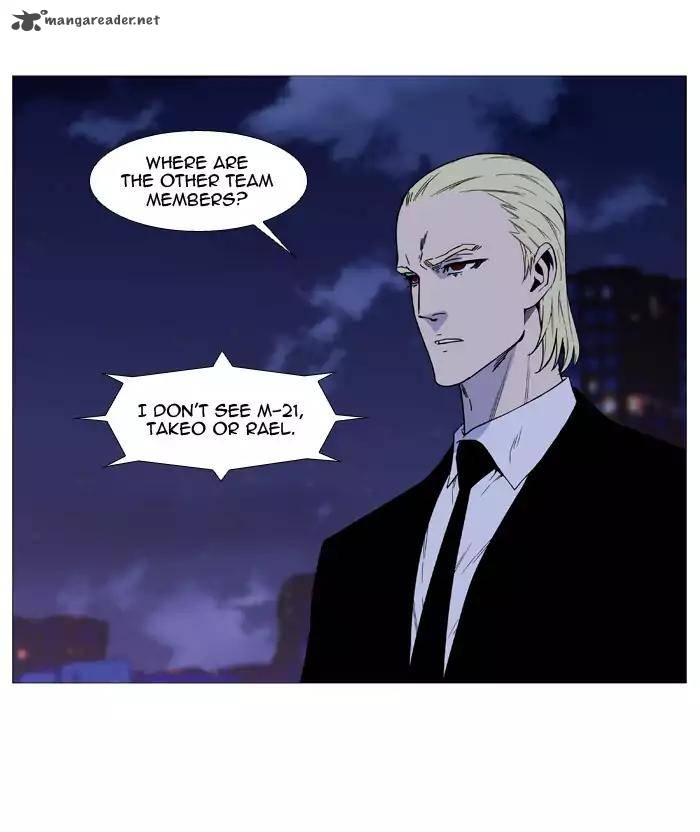 mangareader.net
WHERE ARE
THE OTHER TEAM
MEMBERS?
I DON'T SEE M-21,
TAKEO OR RAEL.